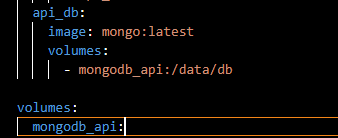 api_db:
image: mongo:latest
volumes:
- mongodb_api:/data/db
volumes:
mongodb_api: